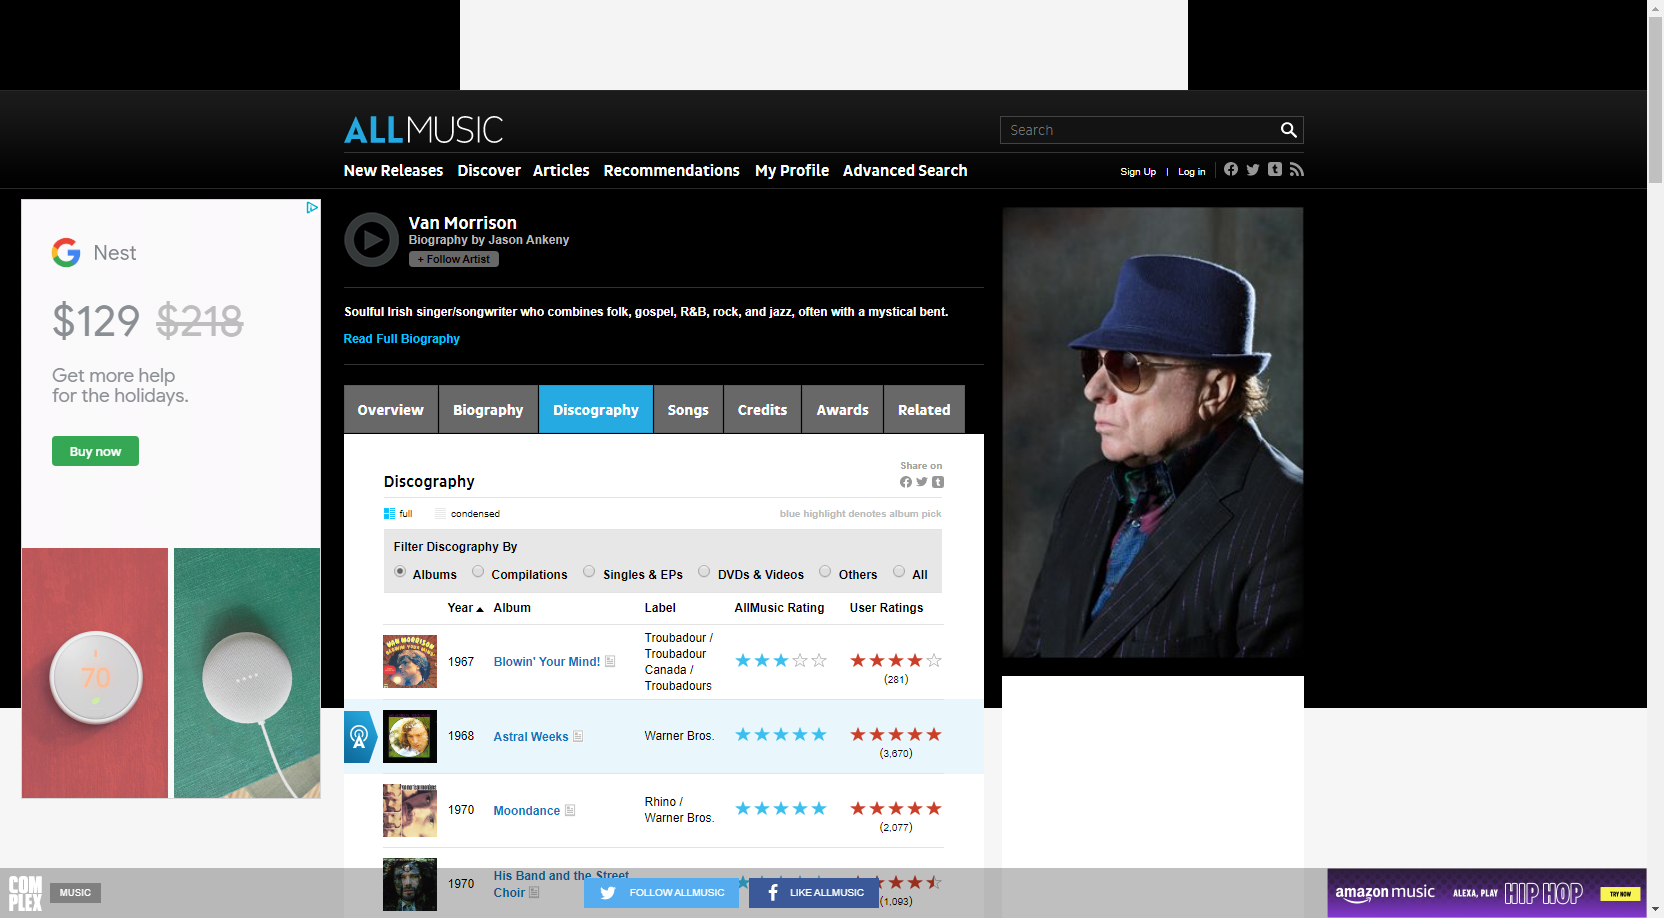 ALLMUSIC
Search
New Releases Discover Articles Recommendations My Profile Advanced Search
Sign Up | Log in
Nest
$129 $218
Get more help
for the holidays.
Buy now
70
Van Morrison
Biography by Jason Ankeny
+ Follow Artist
Soulful Irish singer/songwriter who combines folk, gospel, R&B, rock, and jazz, often with a mystical bent.
Read Full Biography
Overview Biography Discography Songs Credits Awards Related
Share on
Discography
full condensed blue highlight denotes album pick
Filter Discography By
Albums Compilations Singles & EPs DVDs & Videos Others All
Year Album Label AllMusic Rating User Ratings
VAN MORRISON
BLOWIN' YOUR MIND!
1967 Blowin' Your Mind!
Troubadour /
Troubadour
Canada /
Troubadours
(281)
1968 Astral Weeks Warner Bros.
(3,670)
1970 Moondance
Rhino /
Warner Bros.
(2,077)
1970
His Band and the Street
Choir
(1,093)
COMPLEX
MUSIC
FOLLOW ALLMUSIC
LIKE ALLMUSIC
amazon music ALEXA, PLAY HIP HOP TRY NOW